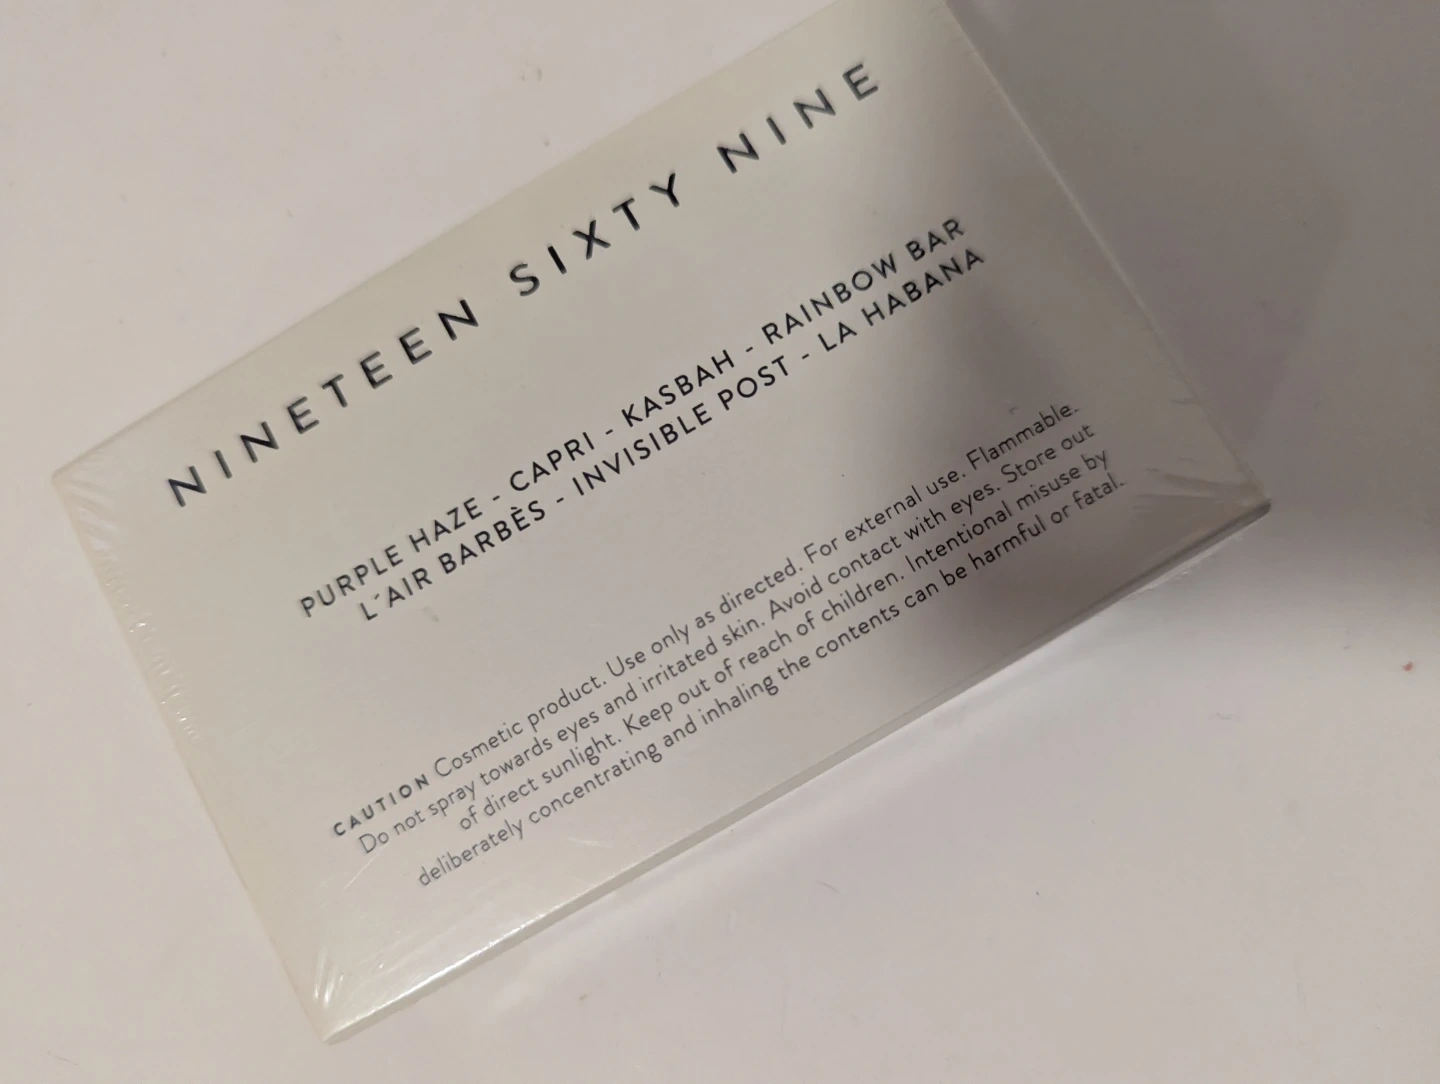 NINETEEN SIXTY NINE
PURPLE HAZE - CAPRI - KASBAH - RAINBOW BAR
L´AIR BARBÈS - INVISIBLE POST - LA HABANA
CAUTION Cosmetic product. Use only as directed. For external use. Flammable.
Do not spray towards eyes and irritated skin. Avoid contact with eyes. Store out
of direct sunlight. Keep out of reach of children. Intentional misuse by
deliberately concentrating and inhaling the contents can be harmful or fatal.